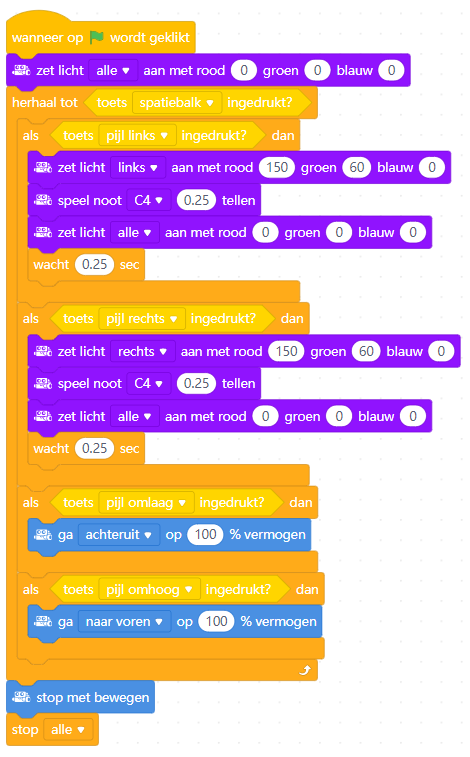 wanneer op wordt geklikt
zet licht alle aan met rood 0 groen 0 blauw 0
herhaal tot toets spatiebalk ingedrukt?
als toets pijl links ingedrukt? dan
zet licht links aan met rood 150 groen 60 blauw 0
speel noot C4 0.25 tellen
zet licht alle aan met rood 0 groen 0 blauw 0
wacht 0.25 sec
als toets pijl rechts ingedrukt? dan
zet licht rechts aan met rood 150 groen 60 blauw 0
speel noot C4 0.25 tellen
zet licht alle aan met rood 0 groen 0 blauw 0
wacht 0.25 sec
als toets pijl omlaag ingedrukt? dan
ga achteruit op 100 % vermogen
als toets pijl omhoog ingedrukt? dan
ga naar voren op 100 % vermogen
stop met bewegen
stop alle